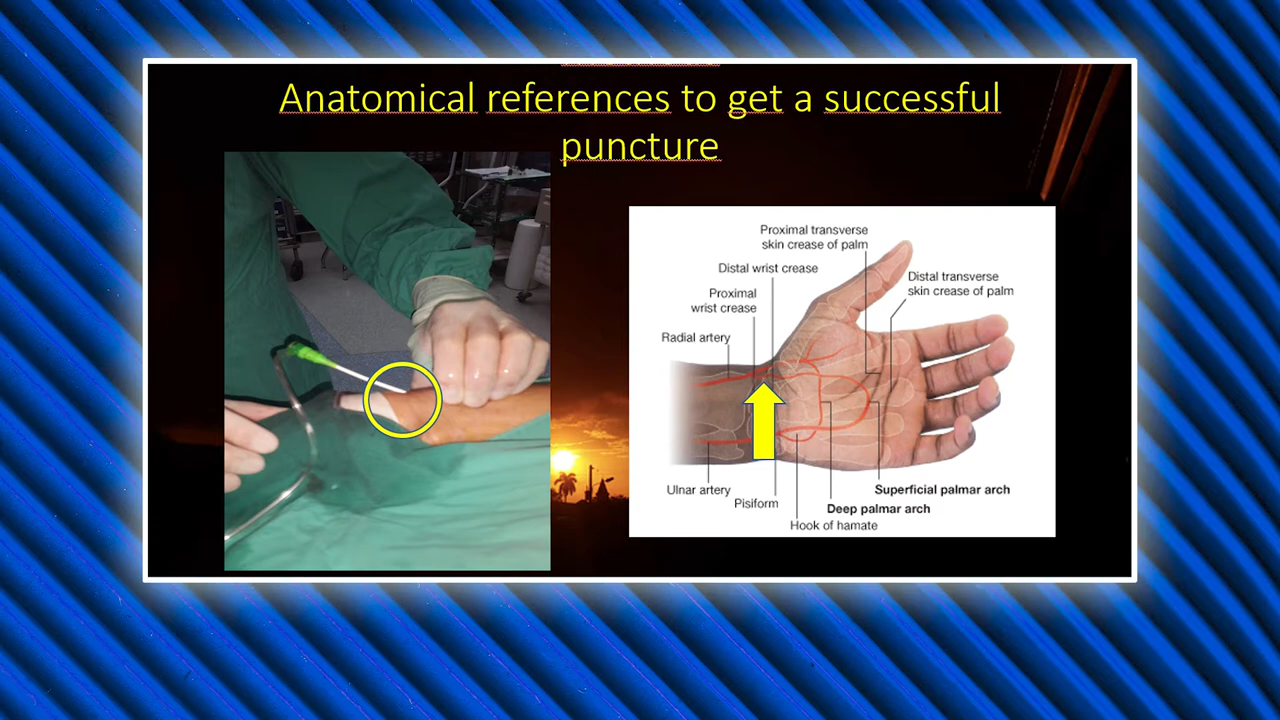 Anatomical references to get a successful
puncture
Proximal transverse
skin crease of palm
Distal wrist crease
Distal transverse
skin crease of palm
Proximal
wrist crease
Radial artery
Ulnar artery
Pisiform
Superficial palmar arch
Deep palmar arch
Hook of hamate